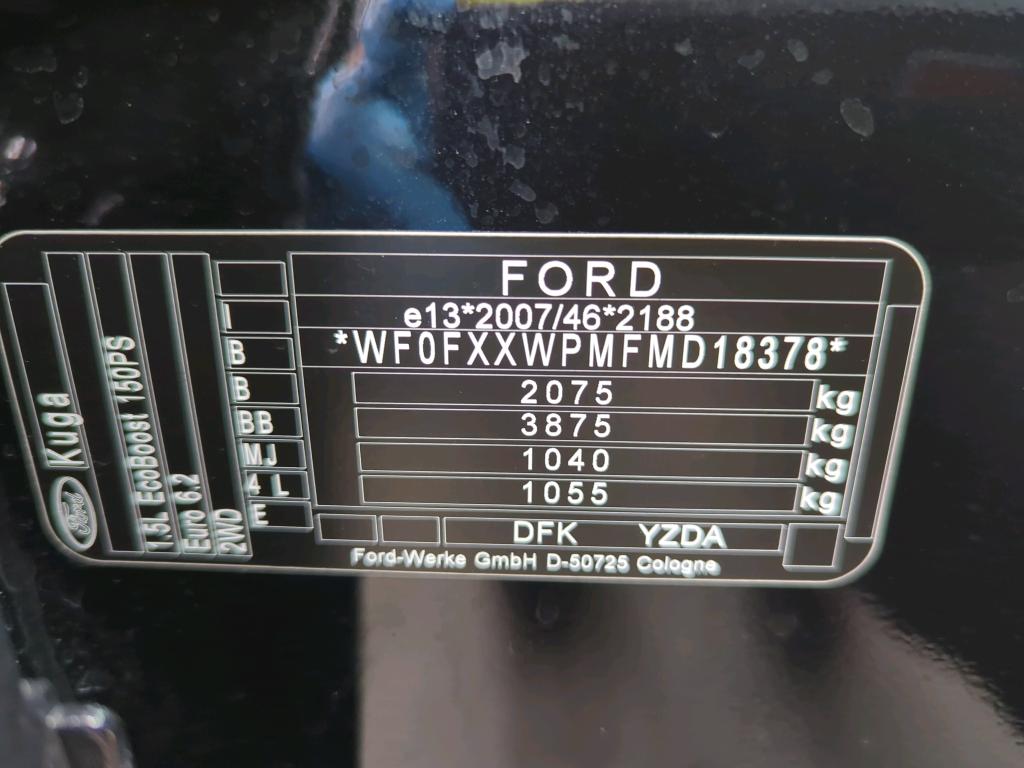 FORD
e13*2007/46*2188
*WF0FXXWPMFMD18378*
2075 kg
3875 kg
1040 kg
1055 kg
DFK YZDA
Ford-Werke GmbH D-50725 Cologne
I
B
B
BB
MJ
4 L
E
Ford Kuga
1.5L EcoBoost 150PS
Euro 6.2
2WD